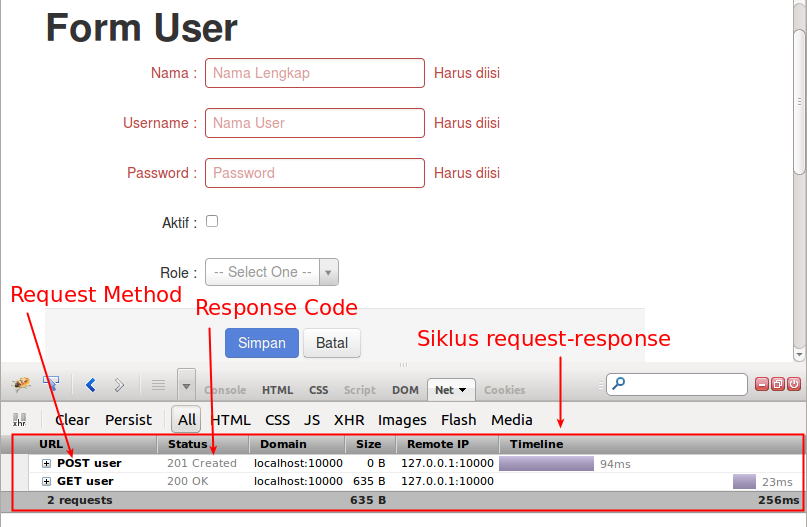 Form User
Nama : Nama Lengkap Harus diisi
Username : Nama User Harus diisi
Password : Password Harus diisi
Aktif :
Role : -- Select One --
Request Method
Response Code
Simpan Batal
Siklus request-response
Console HTML CSS Script DOM Net Cookies
xhr Clear Persist All HTML CSS JS XHR Images Flash Media
URL Status Domain Size Remote IP Timeline
POST user 201 Created localhost:10000 0 B 127.0.0.1:10000 94ms
GET user 200 OK localhost:10000 635 B 127.0.0.1:10000 23ms
2 requests 635 B 256ms